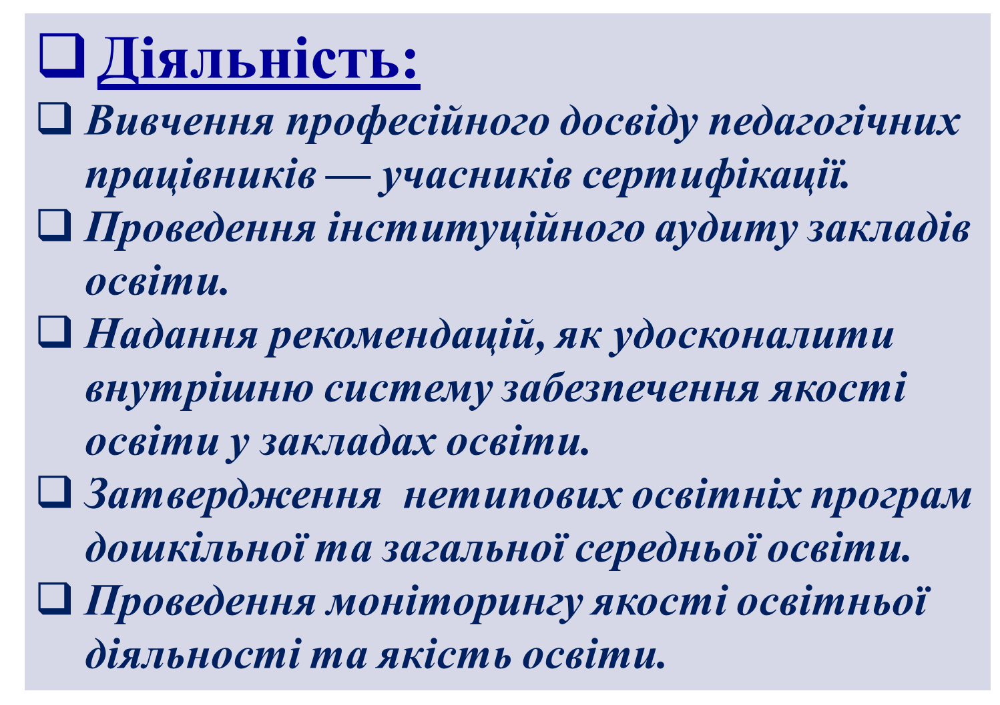 ❑ Діяльність:
❑ Вивчення професійного досвіду педагогічних
працівників — учасників сертифікації.
❑ Проведення інституційного аудиту закладів
освіти.
❑ Надання рекомендацій, як удосконалити
внутрішню систему забезпечення якості
освіти у закладах освіти.
❑ Затвердження  нетипових освітніх програм
дошкільної та загальної середньої освіти.
❑ Проведення моніторингу якості освітньої
діяльності та якість освіти.